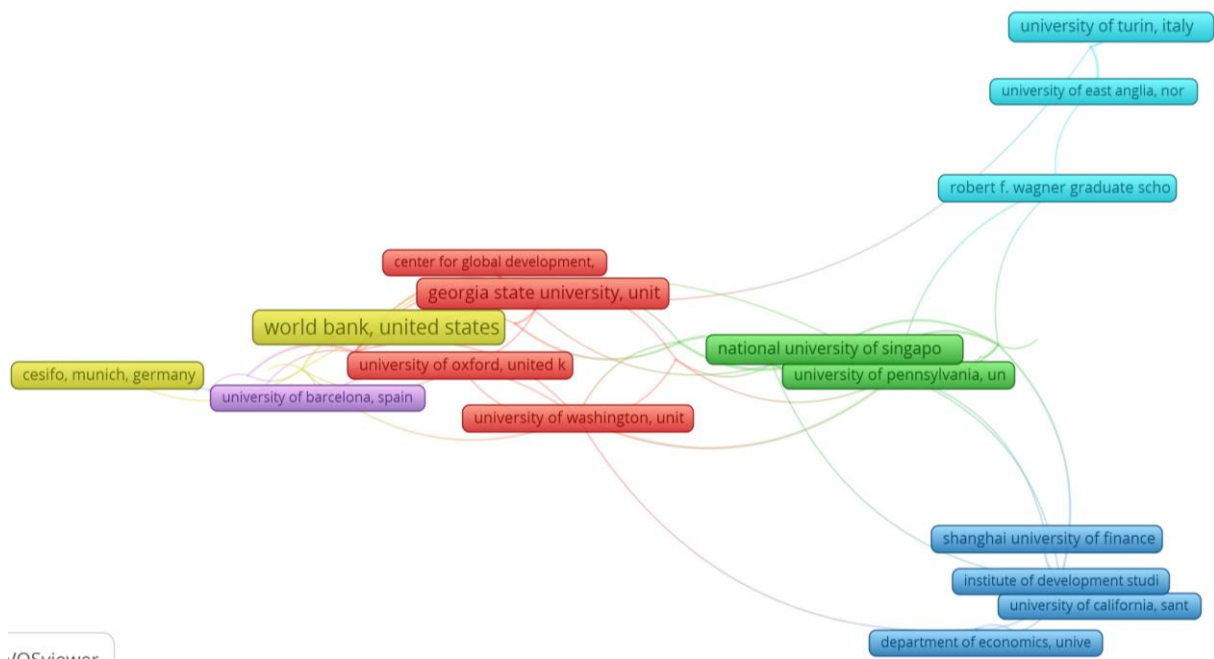 university of turin, italy
university of east anglia, nor
robert f. wagner graduate scho
center for global development,
georgia state university, unit
world bank, united states
national university of singapo
university of oxford, united k
cesifo, munich, germany
university of pennsylvania, un
university of barcelona, spain
university of washington, unit
shanghai university of finance
institute of development studi
university of california, sant
department of economics, unive